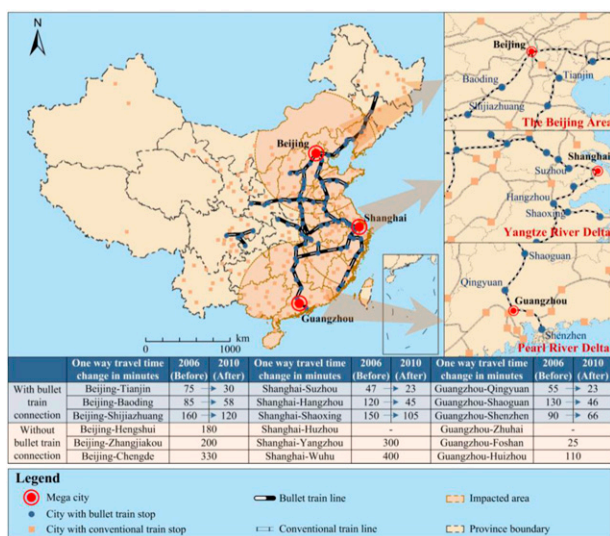 N
Beijing
Shanghai
Guangzhou
0
1000
km
Beijing
Baoding
Tianjin
Shijiazhuang
The Beijing Area
Shanghai
Suzhou
Hangzhou
Shaoxing
Yangtze River Delta
Shaoguan
Qingyuan
Guangzhou
Shenzhen
Pearl River Delta
One way travel time change in minutes 2006 (Before) 2010 (After) One way travel time change in minutes 2006 (Before) 2010 (After) One way travel time change in minutes 2006 (Before) 2010 (After)
With bullet train connection
Beijing-Tianjin 75 → 30 Shanghai-Suzhou 47 → 23 Guangzhou-Qingyuan 55 → 23
Beijing-Baoding 85 → 58 Shanghai-Hangzhou 120 → 45 Guangzhou-Shaoguan 130 → 46
Beijing-Shijiazhuang 160 → 120 Shanghai-Shaoxing 150 → 105 Guangzhou-Shenzhen 90 → 66
Without bullet train connection
Beijing-Hengshui 180 Shanghai-Huzhou - Guangzhou-Zhuhai -
Beijing-Zhangjiakou 200 Shanghai-Yangzhou 300 Guangzhou-Foshan 25
Beijing-Chengde 330 Shanghai-Wuhu 400 Guangzhou-Huizhou 110
Legend
Mega city
City with bullet train stop
City with conventional train stop
Bullet train line
Conventional train line
Impacted area
Province boundary